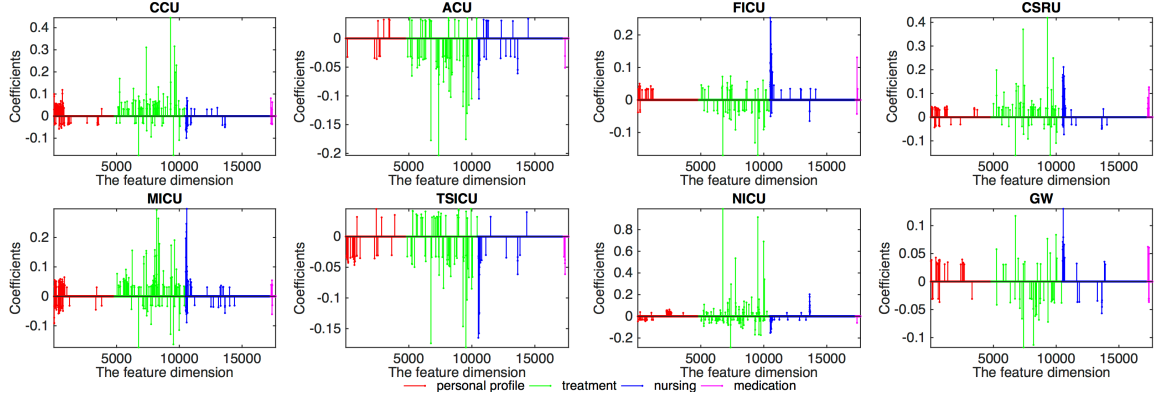 CCU ACU FICU CSRU
Coefficients Coefficients Coefficients Coefficients
0.4 0.3 0.2 0.1 0 -0.1
0 -0.05 -0.1 -0.15 -0.2
0.2 0.1 0 -0.1
0.4 0.3 0.2 0.1 0 -0.1
5000 10000 15000 5000 10000 15000 5000 10000 15000 5000 10000 15000
The feature dimension The feature dimension The feature dimension The feature dimension
MICU TSICU NICU GW
Coefficients Coefficients Coefficients Coefficients
0.2 0.1 0 -0.1
0 -0.05 -0.1 -0.15
0.8 0.6 0.4 0.2 0 -0.2
0.1 0.05 0 -0.05 -0.1
5000 10000 15000 5000 10000 15000 5000 10000 15000 5000 10000 15000
The feature dimension The feature dimension The feature dimension The feature dimension
personal profile treatment nursing medication